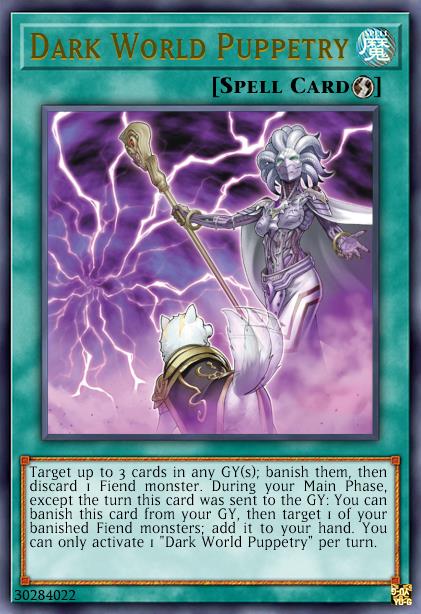 DARK WORLD PUPPETRY
SPELL
魔
[SPELL CARD]
Target up to 3 cards in any GY(s); banish them, then
discard 1 Fiend monster. During your Main Phase,
except the turn this card was sent to the GY: You can
banish this card from your GY, then target 1 of your
banished Fiend monsters; add it to your hand. You
can only activate 1 "Dark World Puppetry" per turn.
30284022